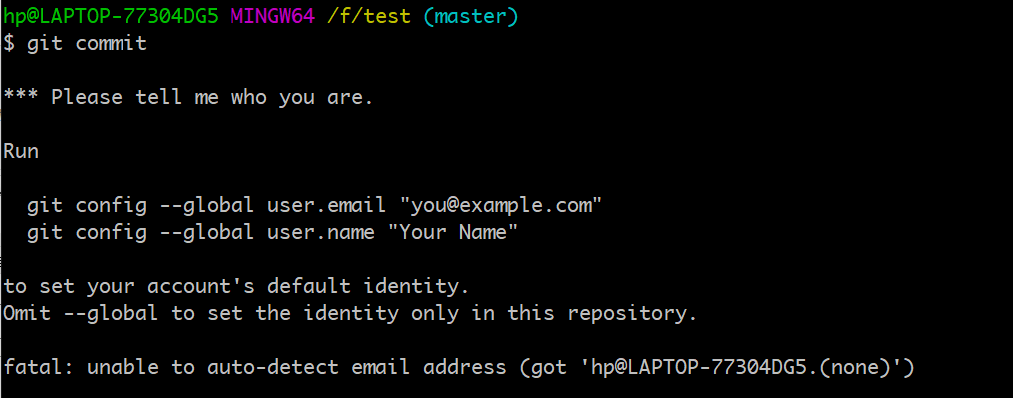 hp@LAPTOP-77304DG5 MINGW64 /f/test (master)
$ git commit
*** Please tell me who you are.
Run
git config --global user.email "you@example.com"
git config --global user.name "Your Name"
to set your account's default identity.
Omit --global to set the identity only in this repository.
fatal: unable to auto-detect email address (got 'hp@LAPTOP-77304DG5.(none)')